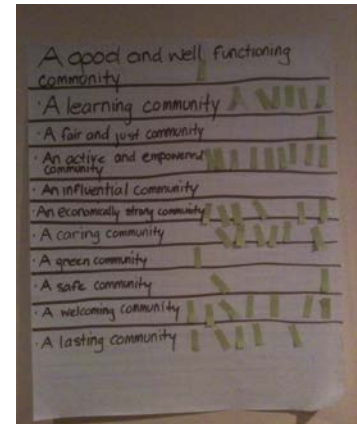 A good and well functioning
community
· A learning community
· A fair and just community
· An active and empowered
community
· An influential community
· An economically strong community
· A caring community
· A green community
· A safe community
· A welcoming community
· A lasting community